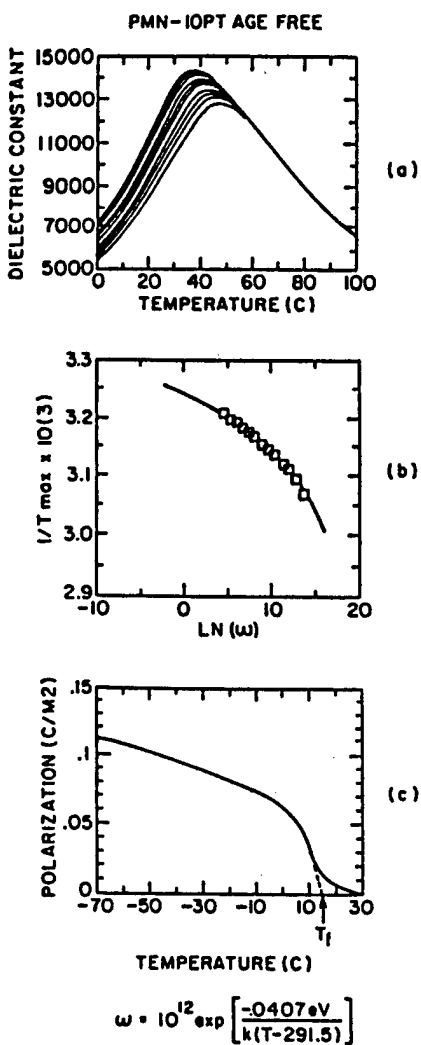 PMN-10PT AGE FREE
DIELECTRIC CONSTANT
15000
13000
11000
9000
7000
5000
0 20 40 60 80 100
TEMPERATURE (C)
(a)
1/T max x 10(3)
3.3
3.2
3.1
3.0
2.9
-10 0 10 20
LN (ω)
(b)
POLARIZATION (C/M2)
.15
.1
.05
0
-70 -50 -30 -10 10 30
Tf
TEMPERATURE (C)
(c)
ω = 10^12 exp [-.0407eV / k(T-291.5)]